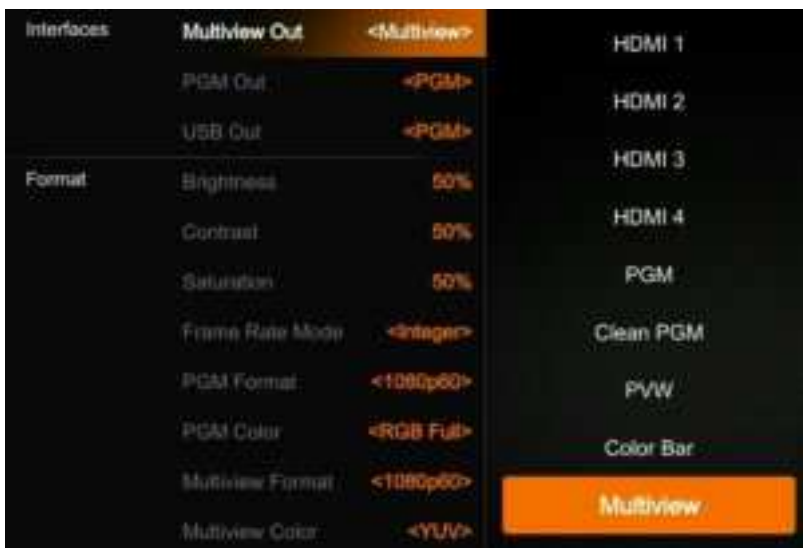 Interfaces Multiview Out <Multiview>
PGM Out <PGM>
USB Out <PGM>
Format Brightness 50%
Contrast 50%
Saturation 50%
Frame Rate Mode <Integer>
PGM Format <1080p60>
PGM Color <RGB Full>
Multiview Format <1080p60>
Multiview Color <YUV>
HDMI 1
HDMI 2
HDMI 3
HDMI 4
PGM
Clean PGM
PVW
Color Bar
Multiview